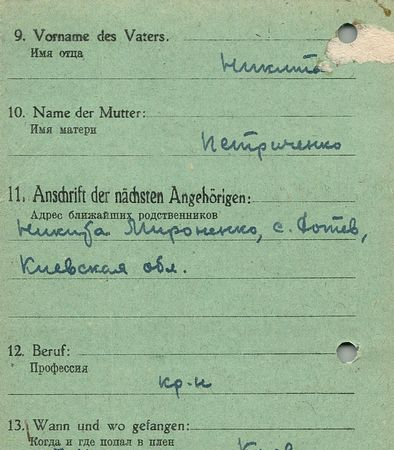 9. Vorname des Vaters.
Имя отца
Никита
10. Name der Mutter:
Имя матери
Петриченко
11. Anschrift der nächsten Angehörigen:
Адрес ближайших родственников
Никита Мироненко, с. Фотев,
Киевская обл.
12. Beruf:
Профессия
кр-н
13. Wann und wo gefangen:
Когда и где попал в плен